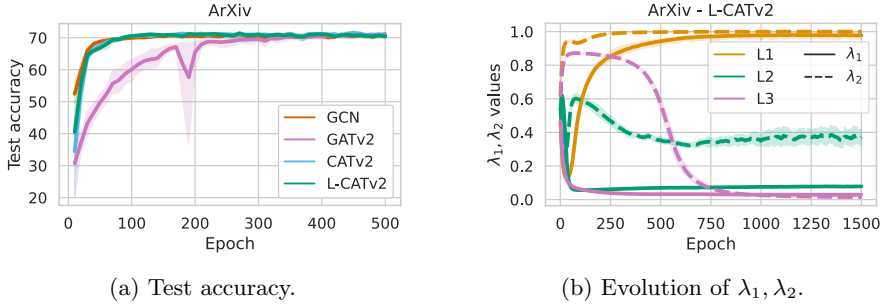 ArXiv
Test accuracy
70
60
50
40
30
20
GCN
GATv2
CATv2
L-CATv2
0 100 200 300 400 500
Epoch
(a) Test accuracy.
ArXiv - L-CATv2
λ₁, λ₂ values
1.0
0.8
0.6
0.4
0.2
0.0
L1
L2
L3
λ₁
λ₂
0 250 500 750 1000 1250 1500
Epoch
(b) Evolution of λ₁, λ₂.